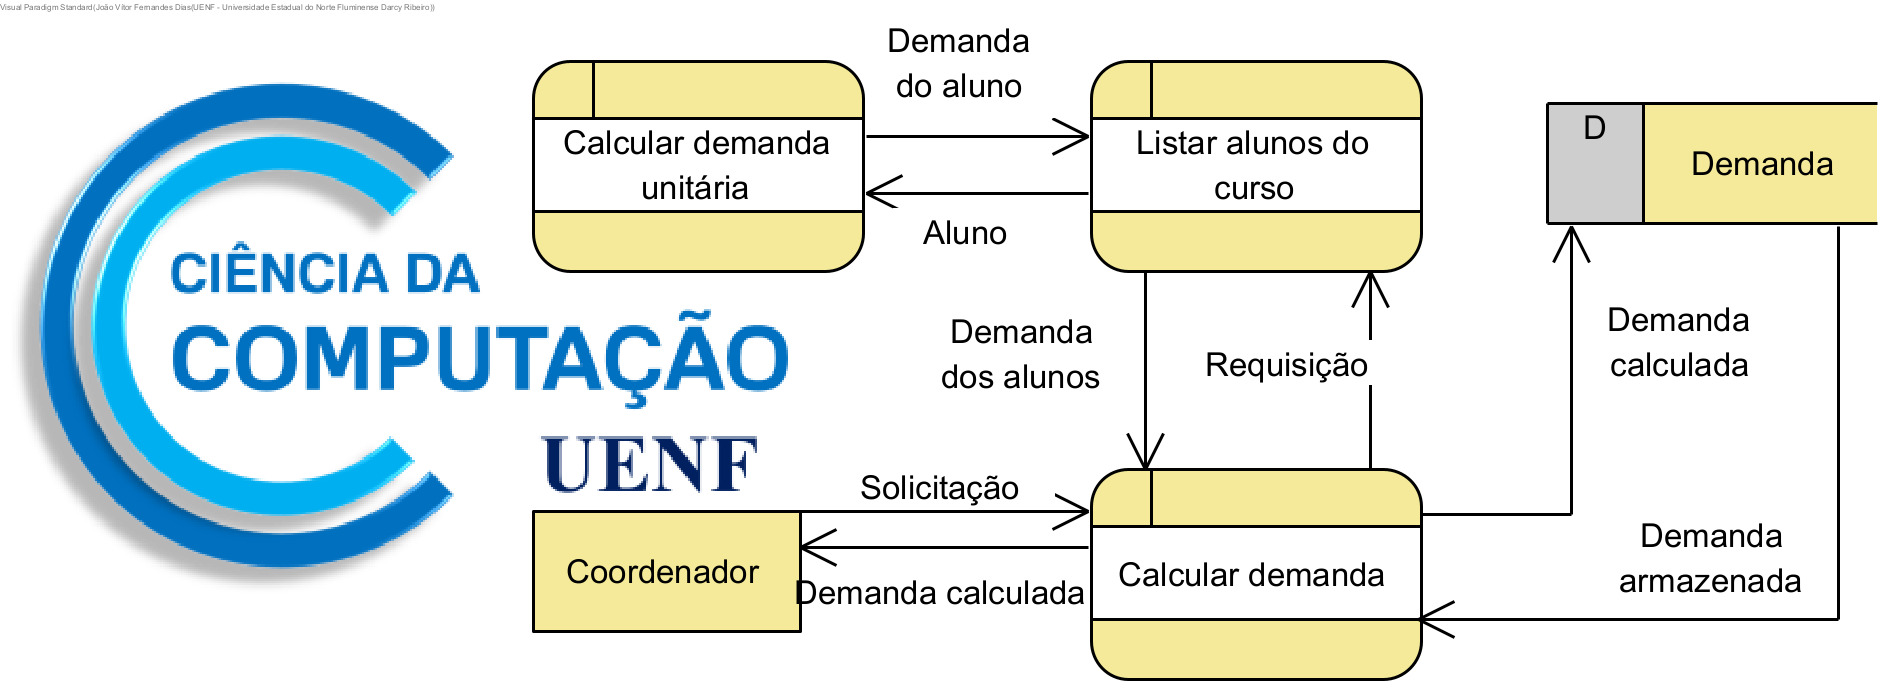 Visual Paradigm Standard(João Vítor Fernandes Dias(UENF - Universidade Estadual do Norte Fluminense Darcy Ribeiro))
CIÊNCIA DA
COMPUTAÇÃO
UENF
Demanda
do aluno
Calcular demanda
unitária
Listar alunos do
curso
Aluno
D
Demanda
Demanda
dos alunos
Requisição
Demanda
calculada
Solicitação
Coordenador
Demanda calculada
Calcular demanda
Demanda
armazenada